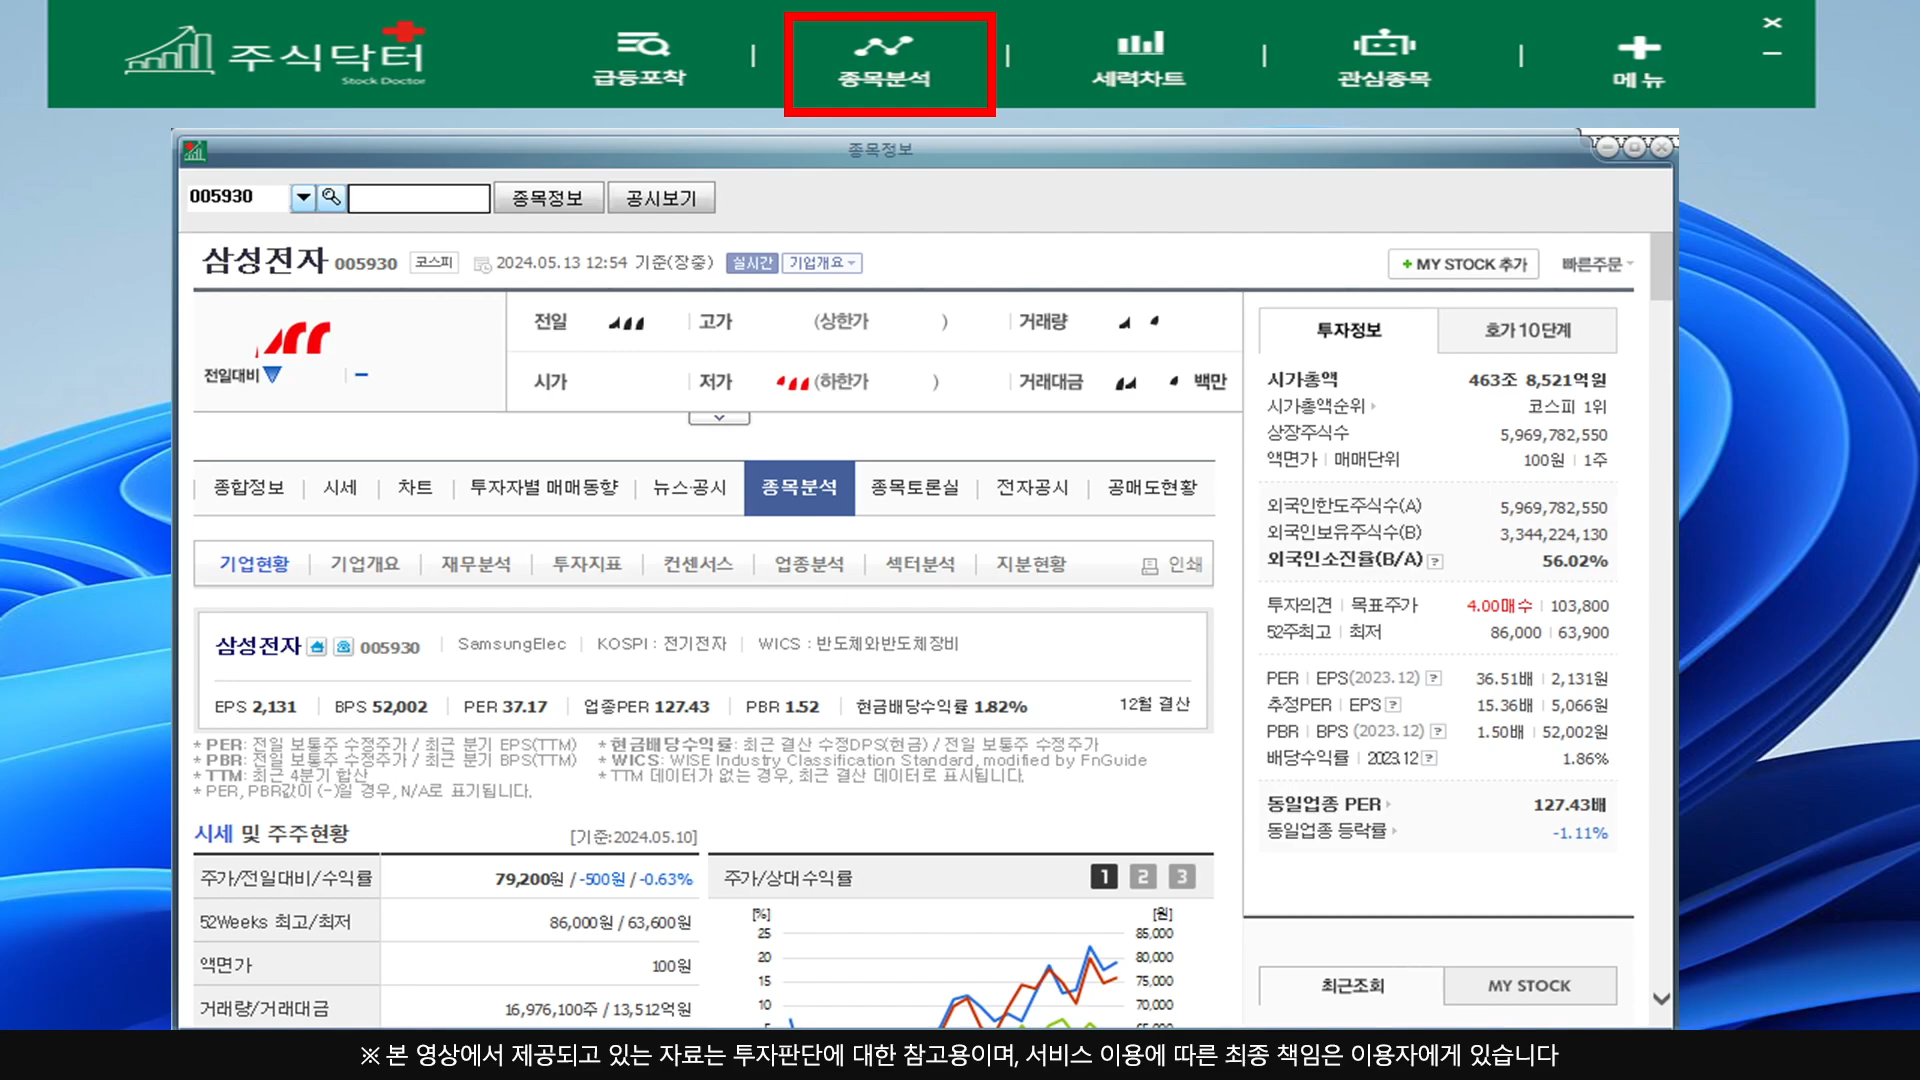 주식닥터
Stock Doctor
급등포착 | 종목분석 | 세력차트 | 관심종목 | 메뉴
종목정보
005930 종목정보 공시보기
삼성전자 005930 코스피 2024.05.13 12:54 기준(장중) 실시간 기업개요
+ MY STOCK 추가 빠른주문
전일 고가 (상한가 ) 거래량
전일대비
시가 저가 (하한가 ) 거래대금 백만
종합정보 | 시세 | 차트 | 투자자별 매매동향 | 뉴스·공시 종목분석 종목토론실 | 전자공시 | 공매도현황
기업현황 | 기업개요 | 재무분석 | 투자지표 | 컨센서스 | 업종분석 | 섹터분석 | 지분현황 인쇄
삼성전자 005930 | SamsungElec | KOSPI : 전기전자 | WICS : 반도체와반도체장비
EPS 2,131 | BPS 52,002 | PER 37.17 | 업종PER 127.43 | PBR 1.52 | 현금배당수익률 1.82% 12월 결산
* PER: 전일 보통주 수정주가 / 최근 분기 EPS(TTM)
* PBR: 전일 보통주 수정주가 / 최근 분기 BPS(TTM)
* TTM: 최근 4분기 합산
* PER, PBR값이 (-)일 경우, N/A로 표기됩니다.
* 현금배당수익률: 최근 결산 수정DPS(현금) / 전일 보통주 수정주가
* WICS: WISE Industry Classification Standard, modified by FnGuide
* TTM 데이터가 없는 경우, 최근 결산 데이터로 표시됩니다.
시세 및 주주현황 [기준:2024.05.10]
주가/전일대비/수익률 79,200원 / -500원 / -0.63%
52Weeks 최고/최저 86,000원 / 63,600원
액면가 100원
거래량/거래대금 16,976,100주 / 13,512억원
주가/상대수익률 1 2 3
[%] [원]
25 85,000
20 80,000
15 75,000
10 70,000
5 65,000
투자정보 호가 10단계
시가총액 463조 8,521억원
시가총액순위 코스피 1위
상장주식수 5,969,782,550
액면가 | 매매단위 100원 | 1주
외국인한도주식수(A) 5,969,782,550
외국인보유주식수(B) 3,344,224,130
외국인소진율(B/A) ? 56.02%
투자의견 | 목표주가 4.00매수 | 103,800
52주최고 | 최저 86,000 | 63,900
PER | EPS(2023.12) ? 36.51배 | 2,131원
추정PER | EPS ? 15.36배 | 5,066원
PBR | BPS (2023.12) ? 1.50배 | 52,002원
배당수익률 | 2023.12 ? 1.86%
동일업종 PER 127.43배
동일업종 등락률 -1.11%
최근조회 MY STOCK
※ 본 영상에서 제공되고 있는 자료는 투자판단에 대한 참고용이며, 서비스 이용에 따른 최종 책임은 이용자에게 있습니다